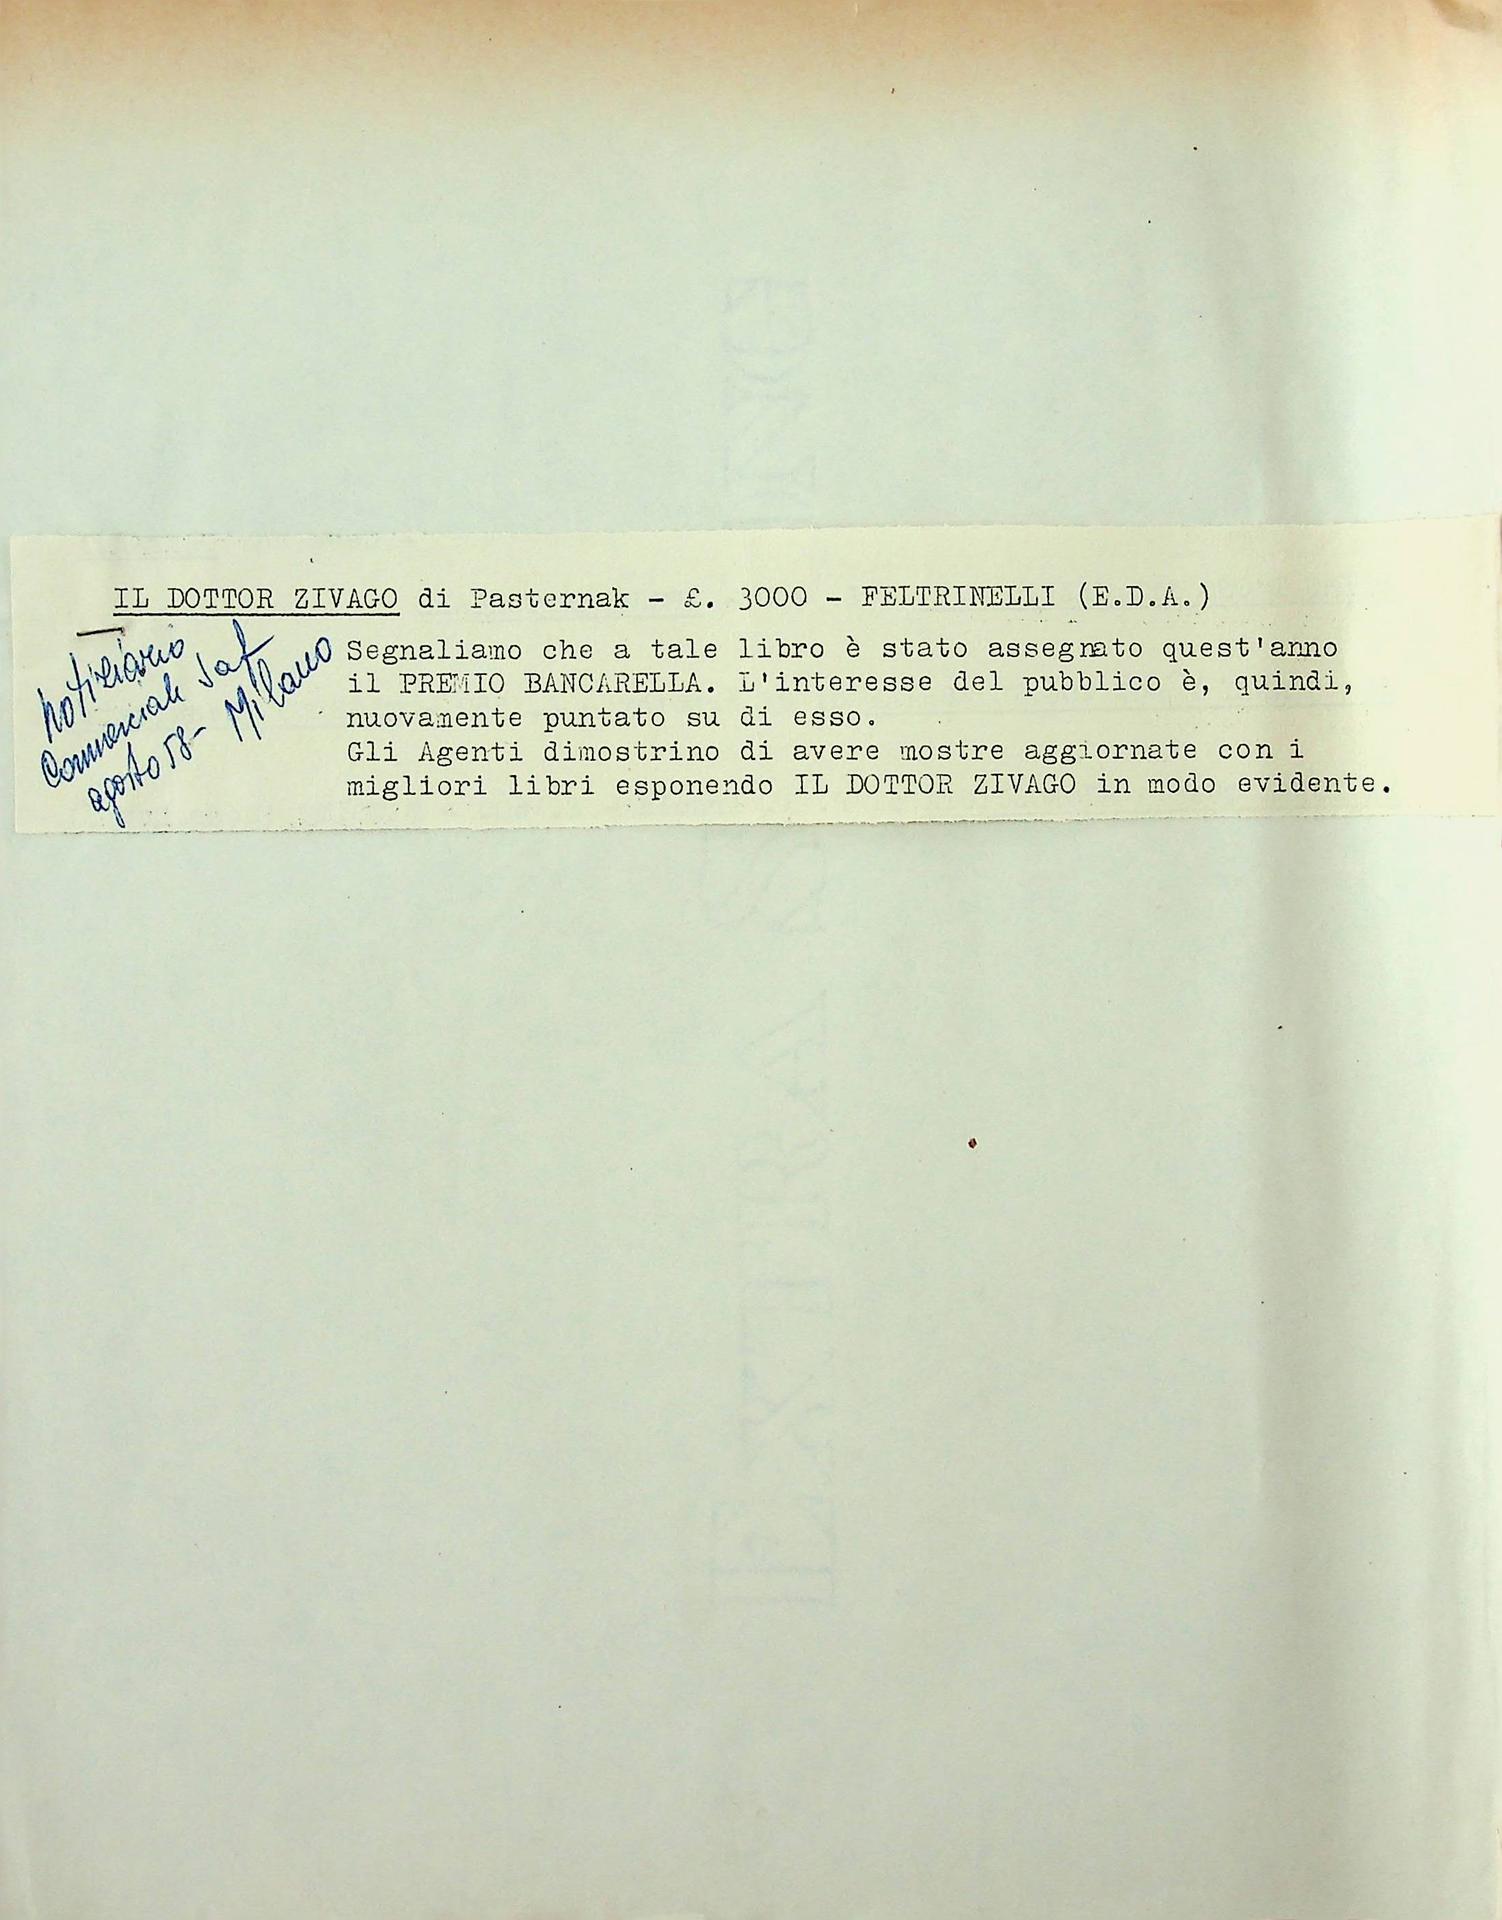 IL DOTTOR ZIVAGO di Pasternak - £. 3000 - FELTRINELLI (E.D.A.)
Notiziario
Commerciale Saf
agosto 58 - Milano
Segnaliamo che a tale libro è stato assegnato quest'anno
il PREMIO BANCARELLA. L'interesse del pubblico è, quindi,
nuovamente puntato su di esso.
Gli Agenti dimostrino di avere mostre aggiornate con i
migliori libri esponendo IL DOTTOR ZIVAGO in modo evidente.